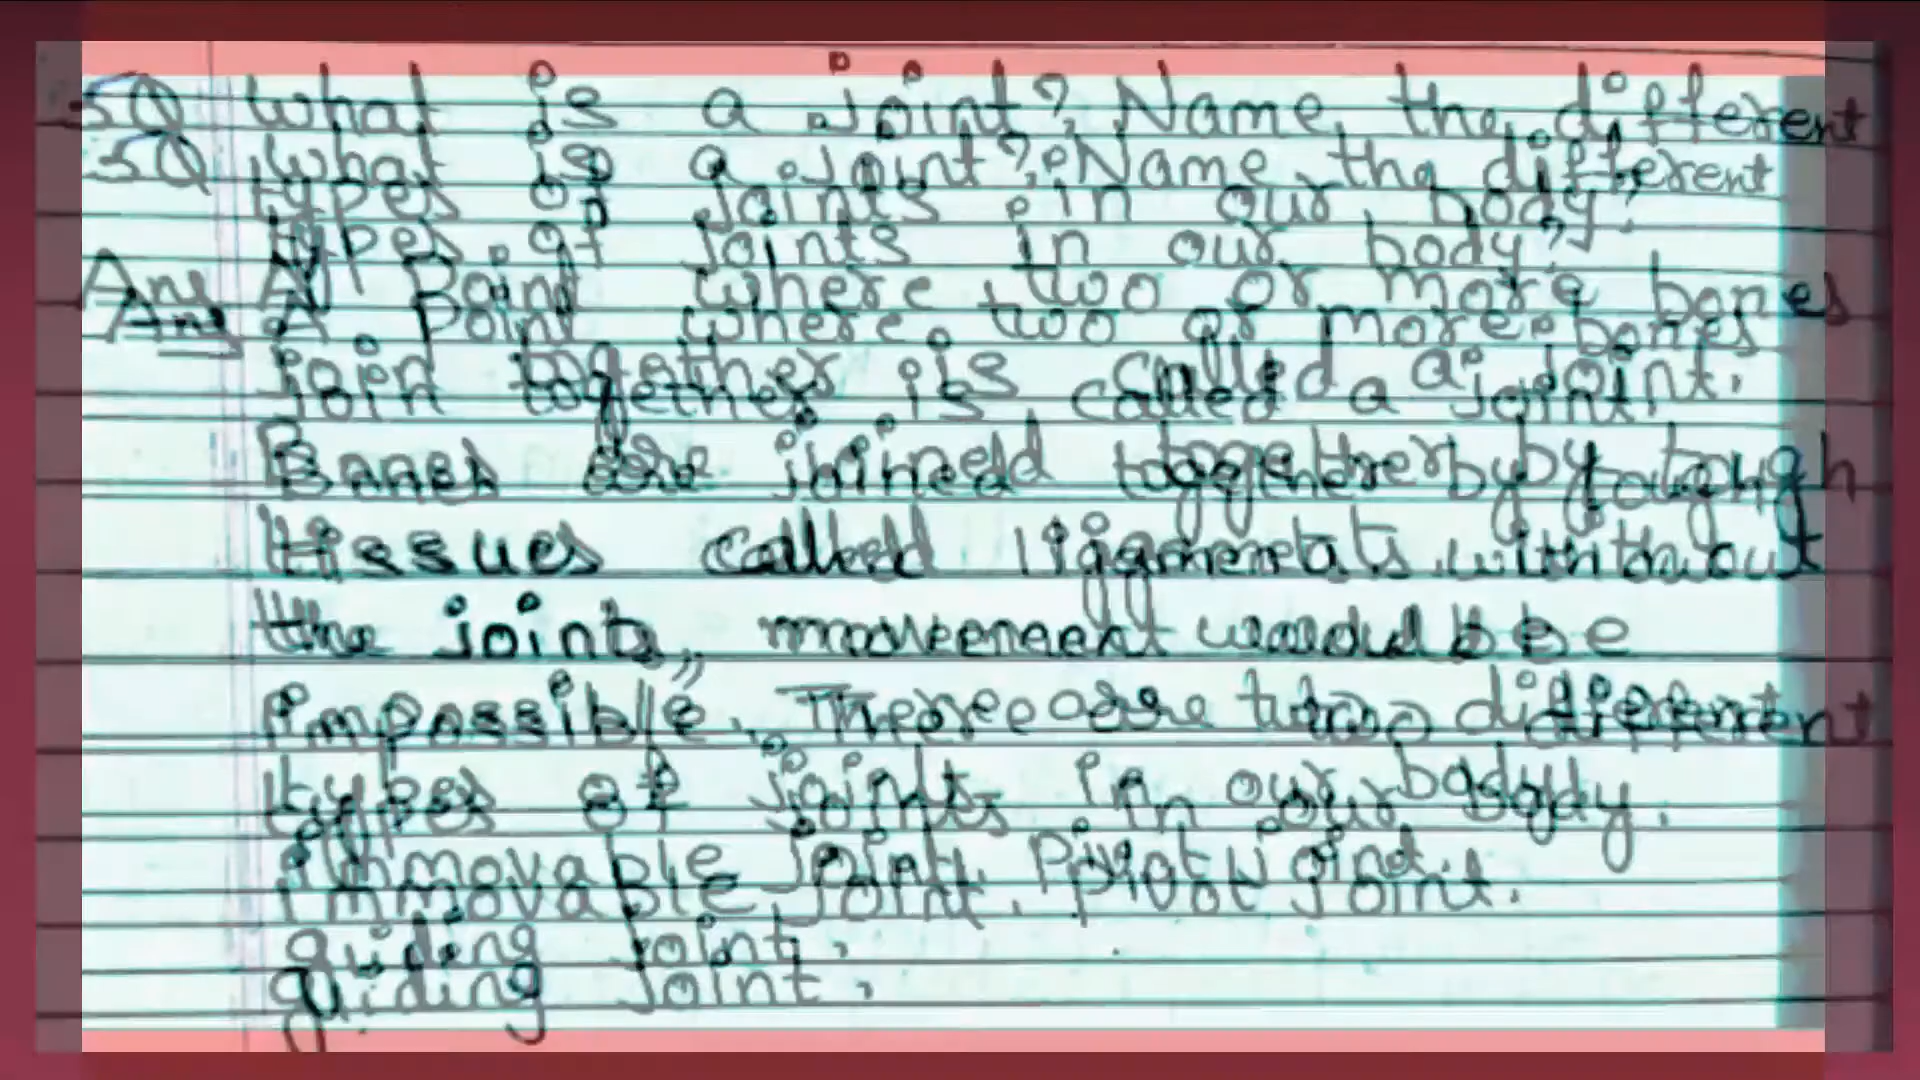 5Q What is a joint? Name the different
types of joints in our body?
Ans A Point where two or more bones
join together is called a joint.
Bones are joined together by tough
tissues called ligaments without
the joints, movement would be
impossible. There are two different
types of joints in our body.
immovable joint. Pivot joint.
gliding joint.